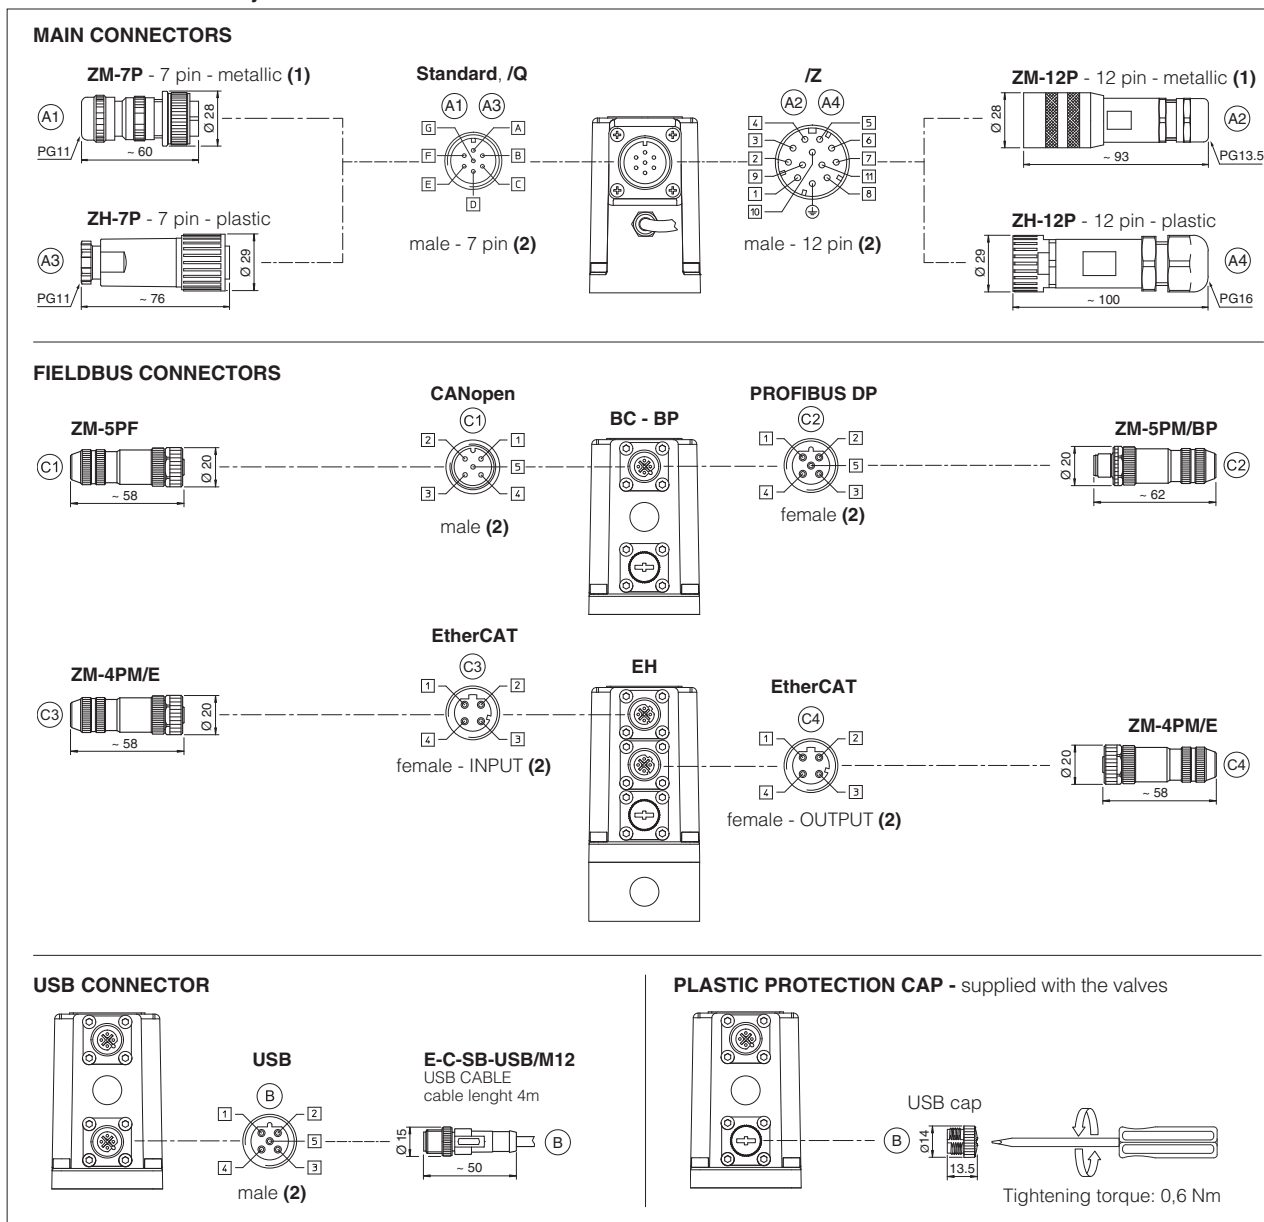 MAIN CONNECTORS
ZM-7P - 7 pin - metallic (1)
A1
PG11
~ 60
Ø 28
ZH-7P - 7 pin - plastic
A3
PG11
~ 76
Ø 29
Standard, /Q
A1 A3
G A
F B
E C
D
male - 7 pin (2)
/Z
A2 A4
4 5
3 6
2 7
9 11
1 8
10
male - 12 pin (2)
ZM-12P - 12 pin - metallic (1)
Ø 28
A2
~ 93
PG13.5
ZH-12P - 12 pin - plastic
Ø 29
A4
~ 100
PG16
FIELDBUS CONNECTORS
ZM-5PF
C1
Ø 20
~ 58
CANopen
C1
2 1
5
3 4
male (2)
BC - BP
PROFIBUS DP
C2
1 2
5
4 3
female (2)
ZM-5PM/BP
Ø 20
C2
~ 62
ZM-4PM/E
C3
Ø 20
~ 58
EtherCAT
C3
1 2
4 3
female - INPUT (2)
EH
EtherCAT
C4
1 2
4 3
female - OUTPUT (2)
ZM-4PM/E
Ø 20
C4
~ 58
USB CONNECTOR
USB
B
1 2
5
4 3
male (2)
E-C-SB-USB/M12
USB CABLE
cable lenght 4m
Ø 15
B
~ 50
PLASTIC PROTECTION CAP - supplied with the valves
USB cap
B
Ø14
13.5
Tightening torque: 0,6 Nm